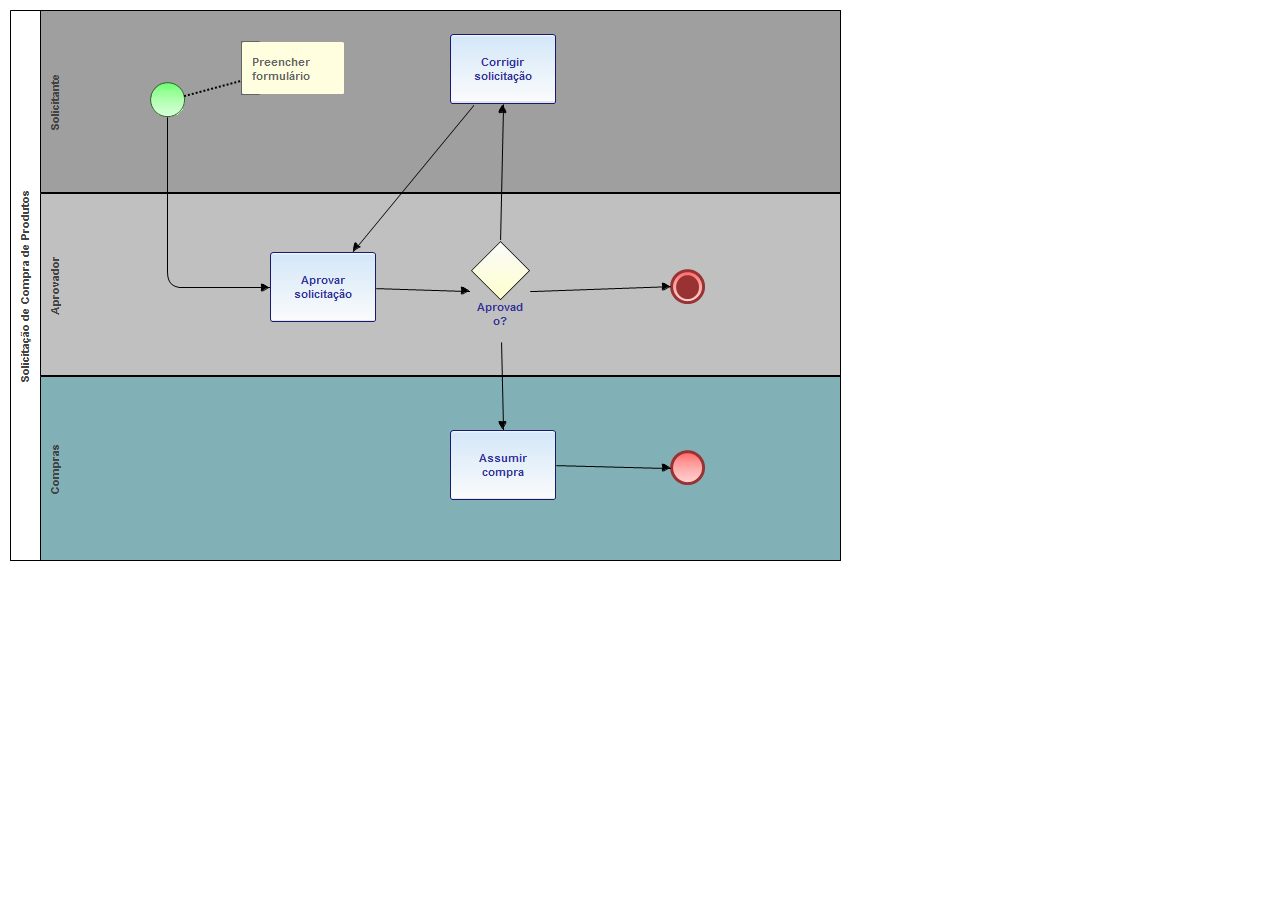 Solicitação de Compra de Produtos
Solicitante
Preencher
formulário
Corrigir
solicitação
Aprovador
Aprovar
solicitação
Aprovad
o?
Compras
Assumir
compra